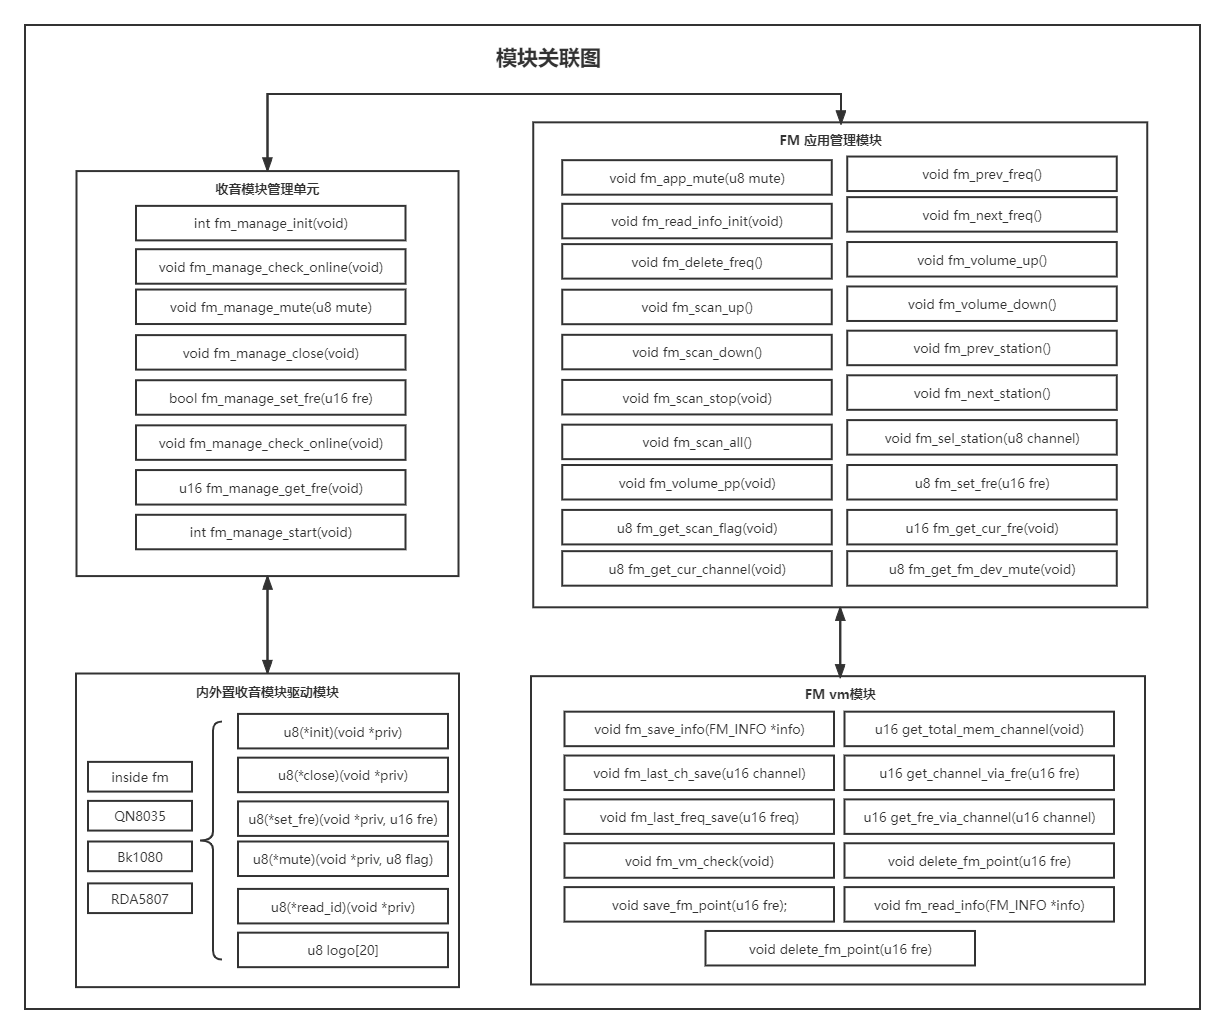 模块关联图
收音模块管理单元
int fm_manage_init(void)
void fm_manage_check_online(void)
void fm_manage_mute(u8 mute)
void fm_manage_close(void)
bool fm_manage_set_fre(u16 fre)
void fm_manage_check_online(void)
u16 fm_manage_get_fre(void)
int fm_manage_start(void)
FM 应用管理模块
void fm_app_mute(u8 mute)
void fm_read_info_init(void)
void fm_delete_freq()
void fm_scan_up()
void fm_scan_down()
void fm_scan_stop(void)
void fm_scan_all()
void fm_volume_pp(void)
u8 fm_get_scan_flag(void)
u8 fm_get_cur_channel(void)
void fm_prev_freq()
void fm_next_freq()
void fm_volume_up()
void fm_volume_down()
void fm_prev_station()
void fm_next_station()
void fm_sel_station(u8 channel)
u8 fm_set_fre(u16 fre)
u16 fm_get_cur_fre(void)
u8 fm_get_fm_dev_mute(void)
内外置收音模块驱动模块
inside fm
QN8035
Bk1080
RDA5807
u8(*init)(void *priv)
u8(*close)(void *priv)
u8(*set_fre)(void *priv, u16 fre)
u8(*mute)(void *priv, u8 flag)
u8(*read_id)(void *priv)
u8 logo[20]
FM vm模块
void fm_save_info(FM_INFO *info)
void fm_last_ch_save(u16 channel)
void fm_last_freq_save(u16 freq)
void fm_vm_check(void)
void save_fm_point(u16 fre);
u16 get_total_mem_channel(void)
u16 get_channel_via_fre(u16 fre)
u16 get_fre_via_channel(u16 channel)
void delete_fm_point(u16 fre)
void fm_read_info(FM_INFO *info)
void delete_fm_point(u16 fre)